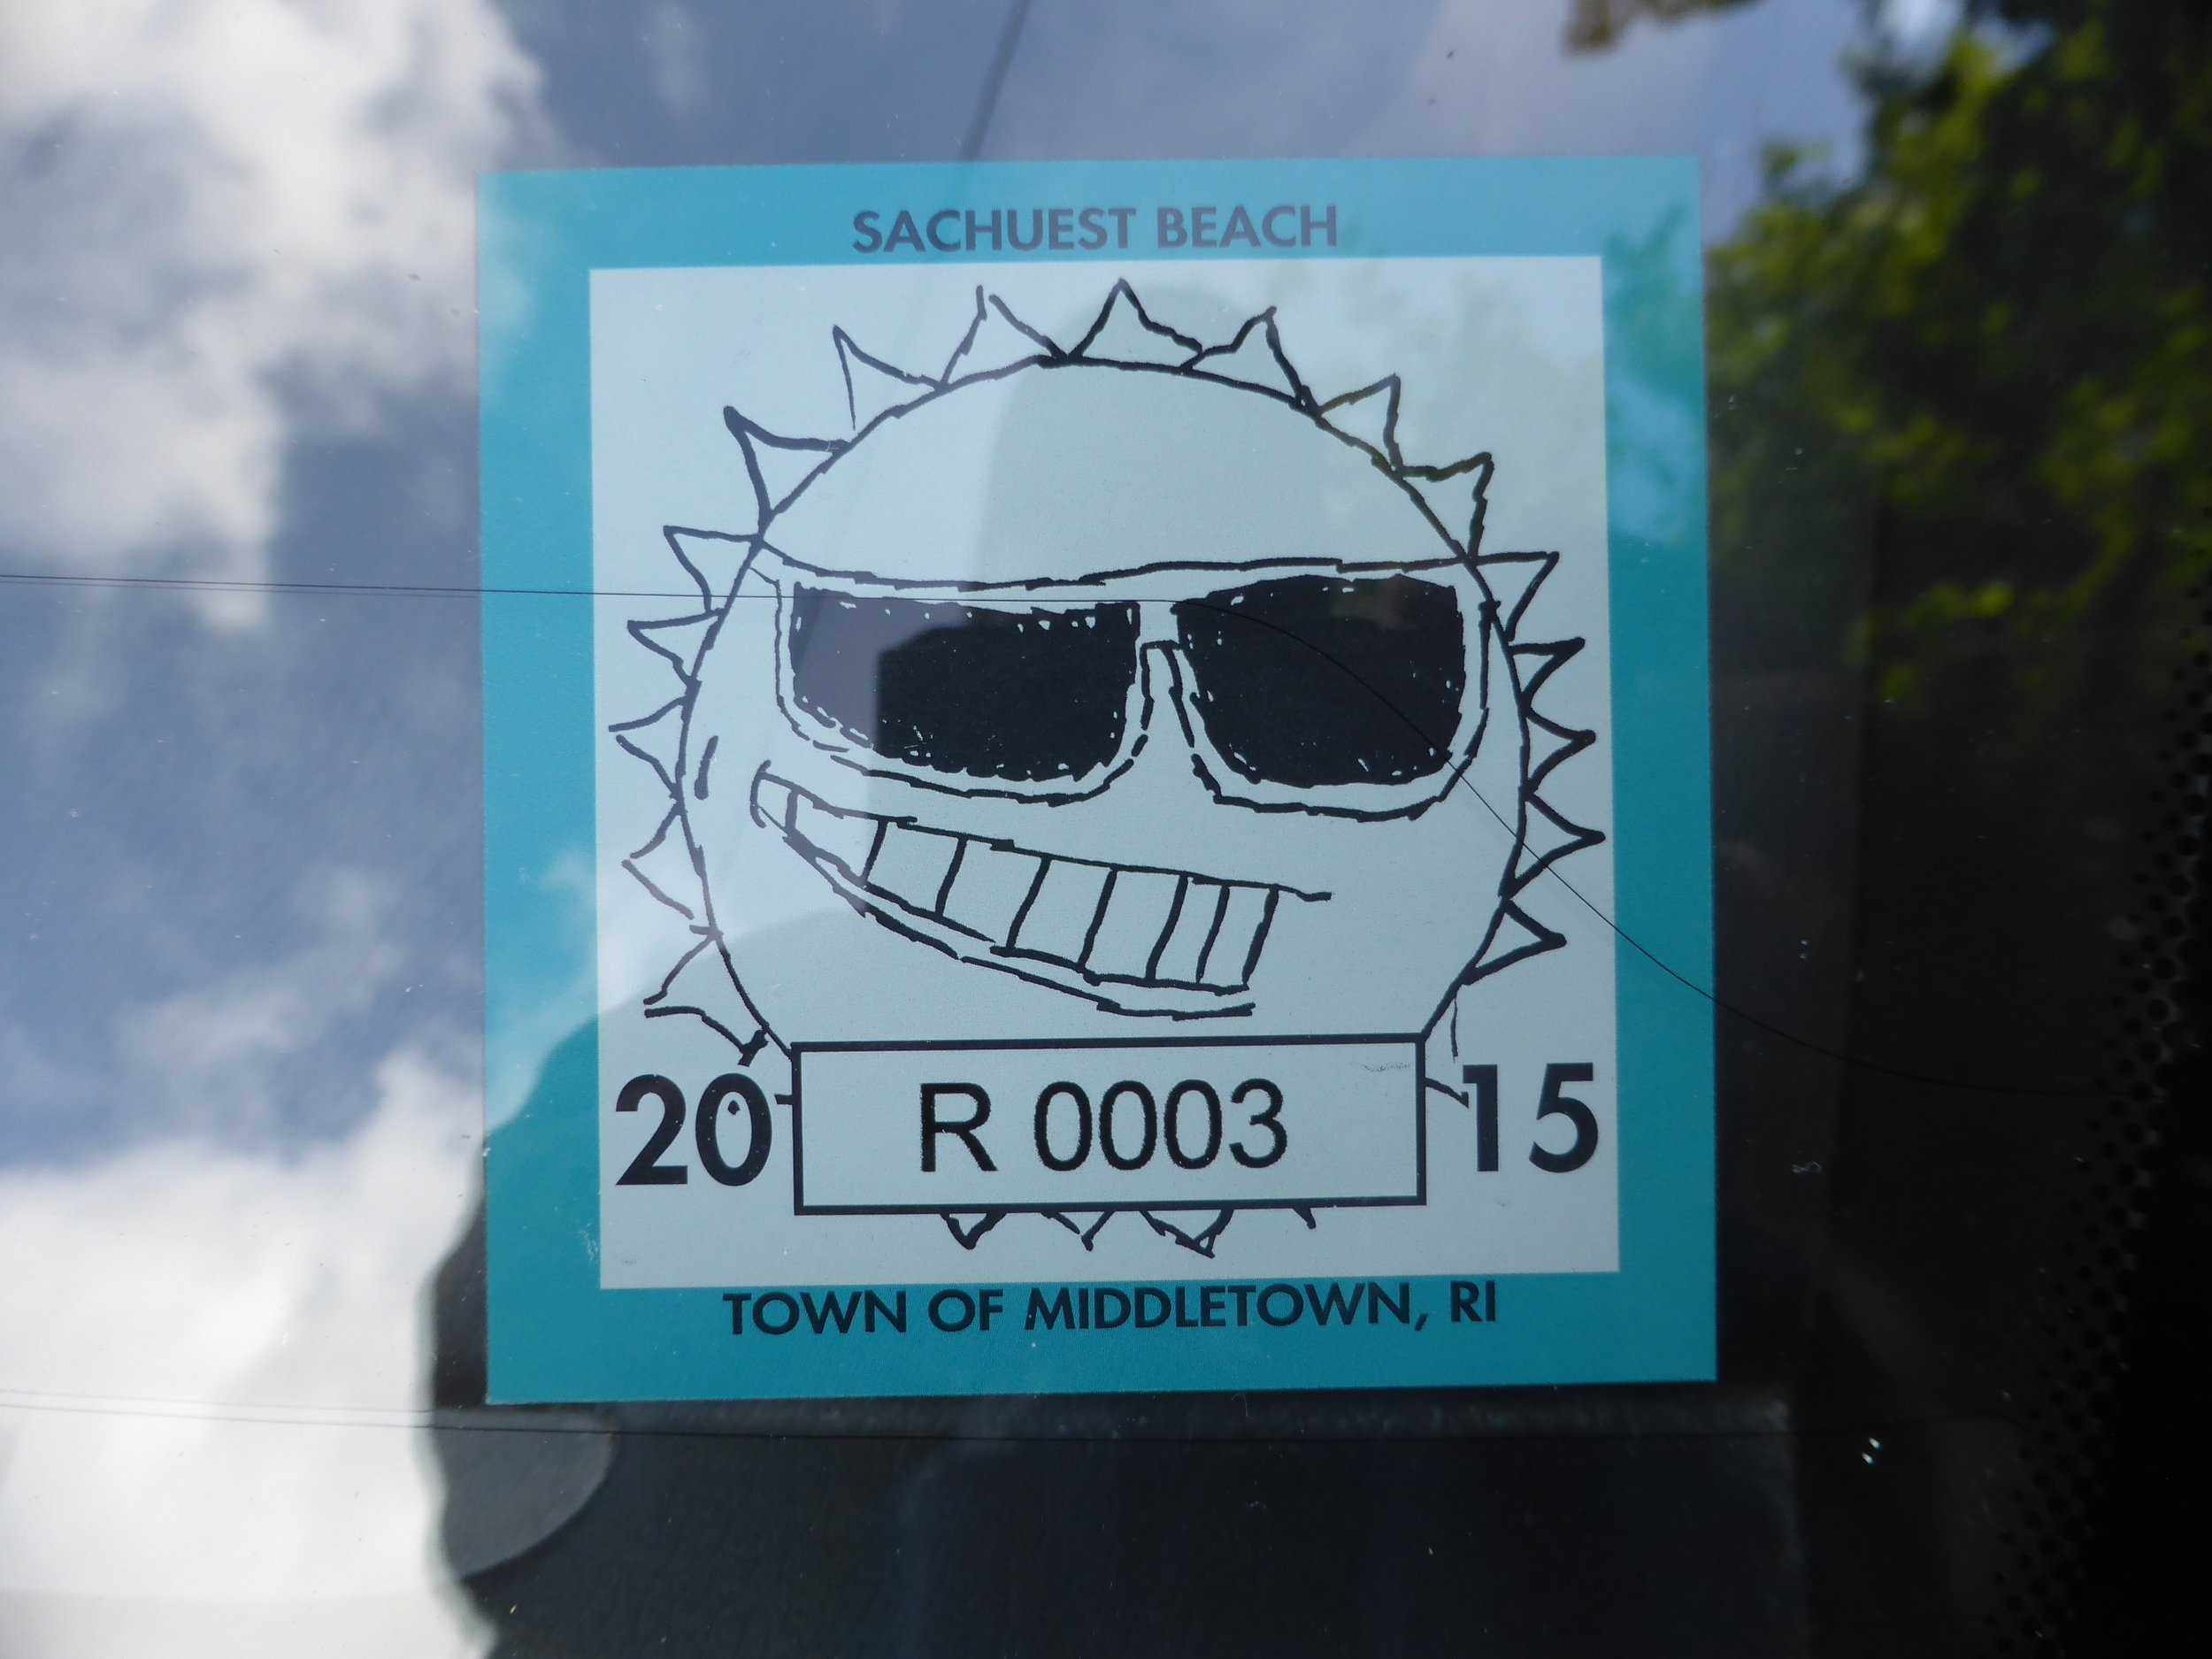 SACHUEST BEACH
20 R 0003 15
TOWN OF MIDDLETOWN, RI